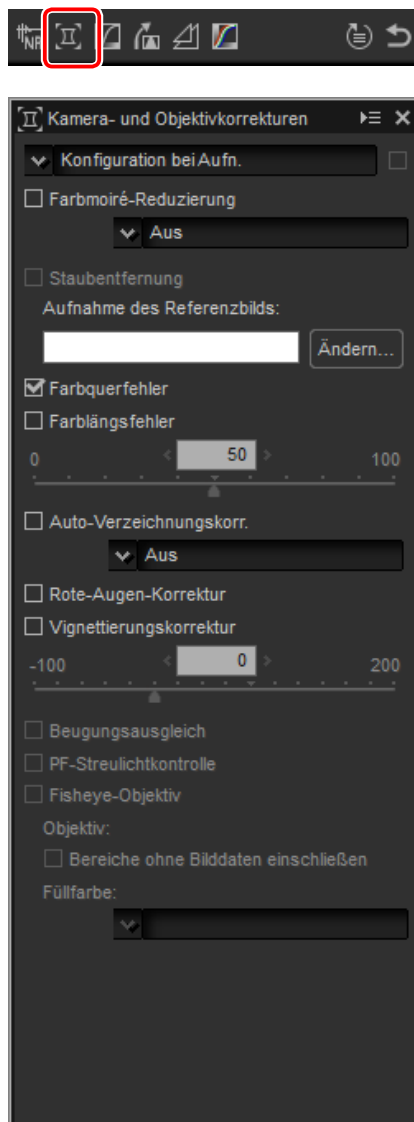 NR
Kamera- und Objektivkorrekturen
Konfiguration bei Aufn.
Farbmoiré-Reduzierung
Aus
Staubentfernung
Aufnahme des Referenzbilds:
Ändern...
Farbquerfehler
Farblängsfehler
0 50 100
Auto-Verzeichnungskorr.
Aus
Rote-Augen-Korrektur
Vignettierungskorrektur
-100 0 200
Beugungsausgleich
PF-Streulichtkontrolle
Fisheye-Objektiv
Objektiv:
Bereiche ohne Bilddaten einschließen
Füllfarbe: